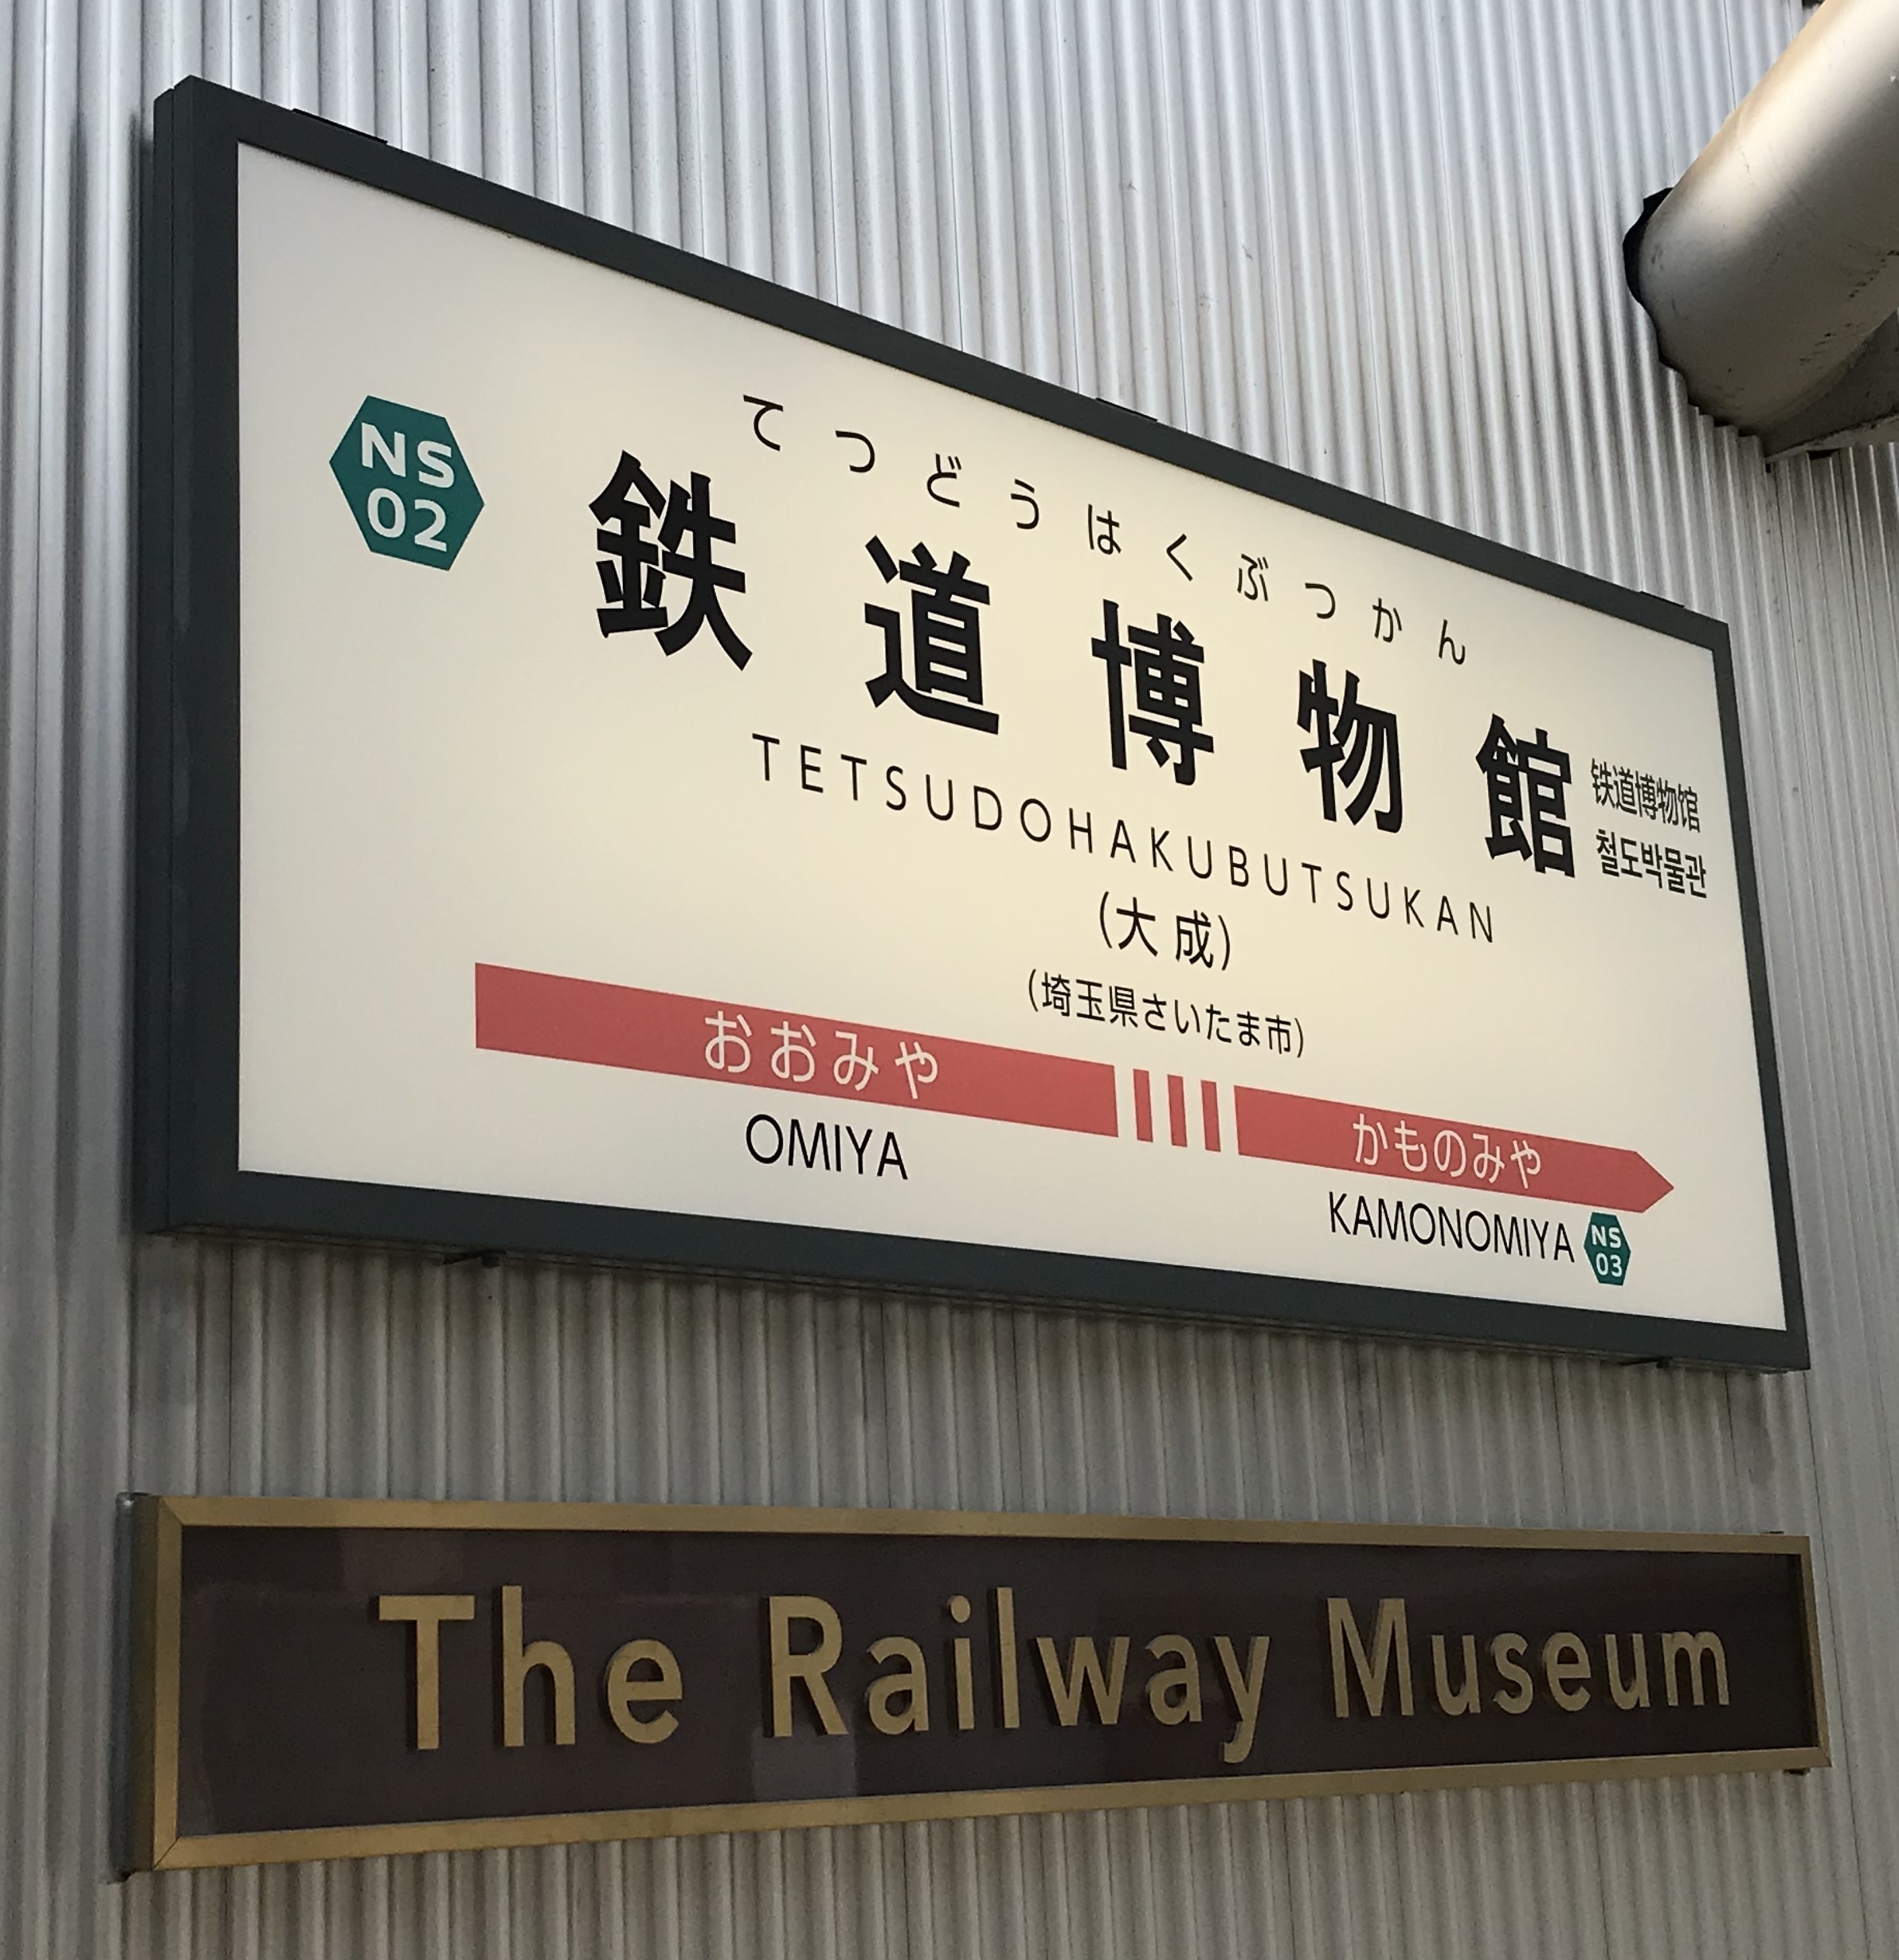 NS
02
てつどうはくぶつかん
鉄道博物館
铁道博物馆
철도박물관
TETSUDOHAKUBUTSUKAN
(大成)
(埼玉県さいたま市)
おおみや
かものみや
OMIYA
KAMONOMIYA
NS
03
The Railway Museum